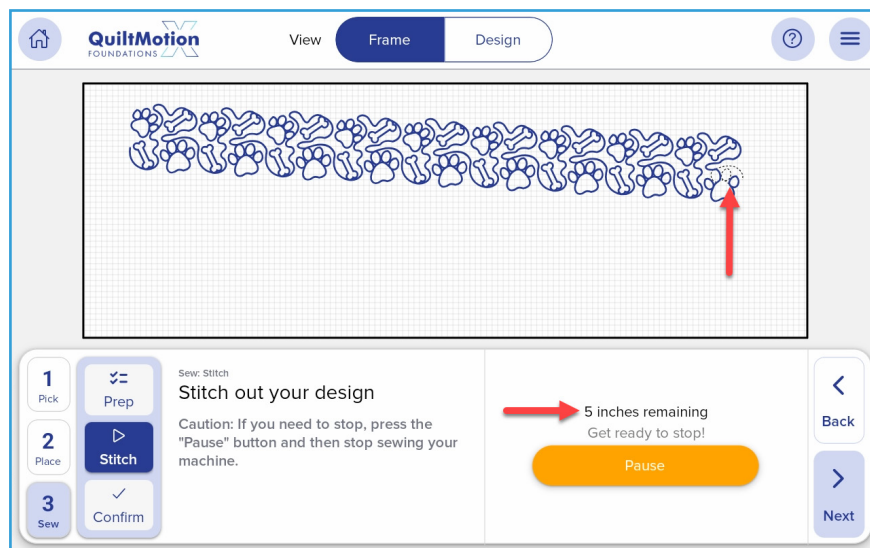 QuiltMotion
FOUNDATIONS
View
Frame
Design
?
1
Pick
2
Place
3
Sew
Prep
Stitch
Confirm
Sew: Stitch
Stitch out your design
Caution: If you need to stop, press the
"Pause" button and then stop sewing your
machine.
5 inches remaining
Get ready to stop!
Pause
Back
Next